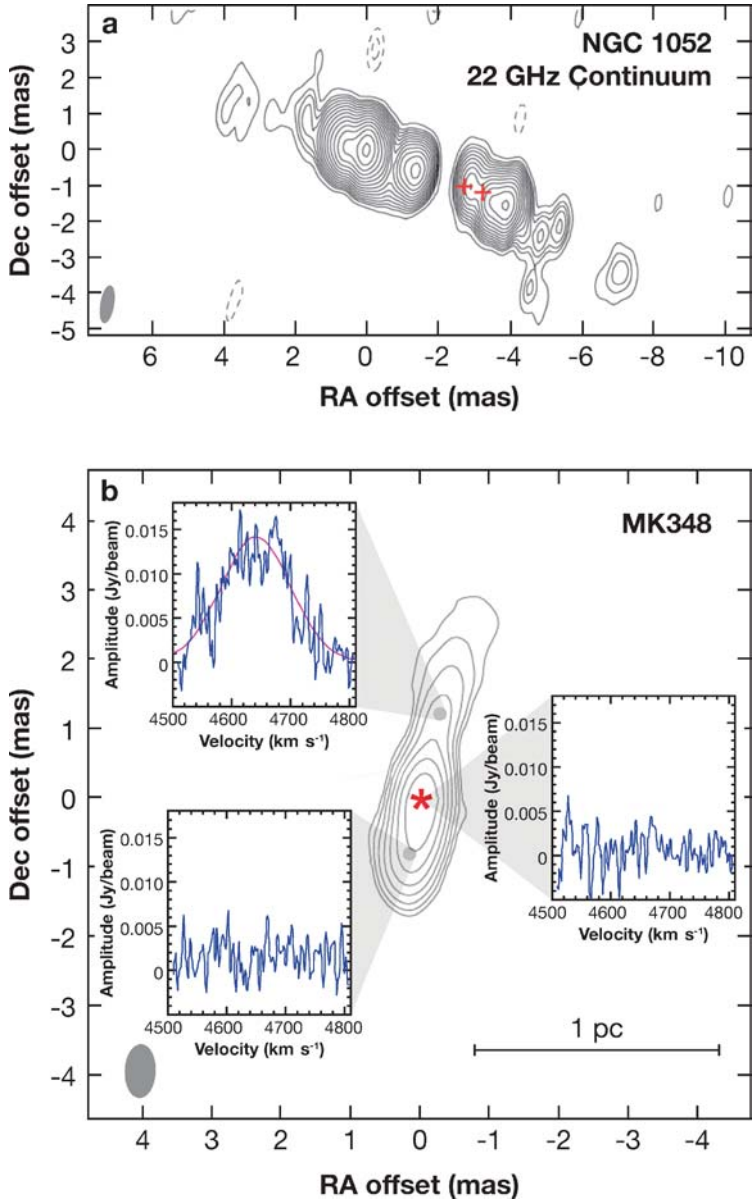 a
NGC 1052
22 GHz Continuum
Dec offset (mas)
3
2
1
0
-1
-2
-3
-4
-5
6 4 2 0 -2 -4 -6 -8 -10
RA offset (mas)
b
MK348
Dec offset (mas)
4
3
2
1
0
-1
-2
-3
-4
Amplitude (Jy/beam)
0.015
0.010
0.005
0
4500 4600 4700 4800
Velocity (km s⁻¹)
Amplitude (Jy/beam)
0.015
0.010
0.005
0
4500 4600 4700 4800
Velocity (km s⁻¹)
Amplitude (Jy/beam)
0.015
0.010
0.005
0
4500 4600 4700 4800
Velocity (km s⁻¹)
1 pc
4 3 2 1 0 -1 -2 -3 -4
RA offset (mas)